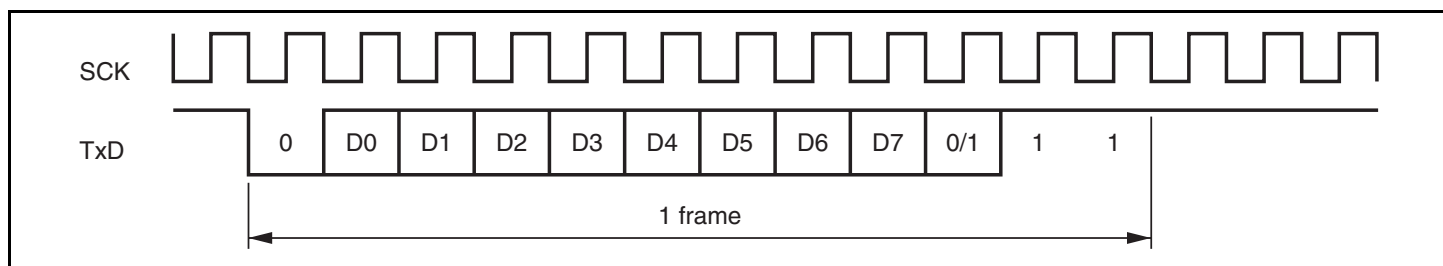 SCK
TxD 0 D0 D1 D2 D3 D4 D5 D6 D7 0/1 1 1
1 frame